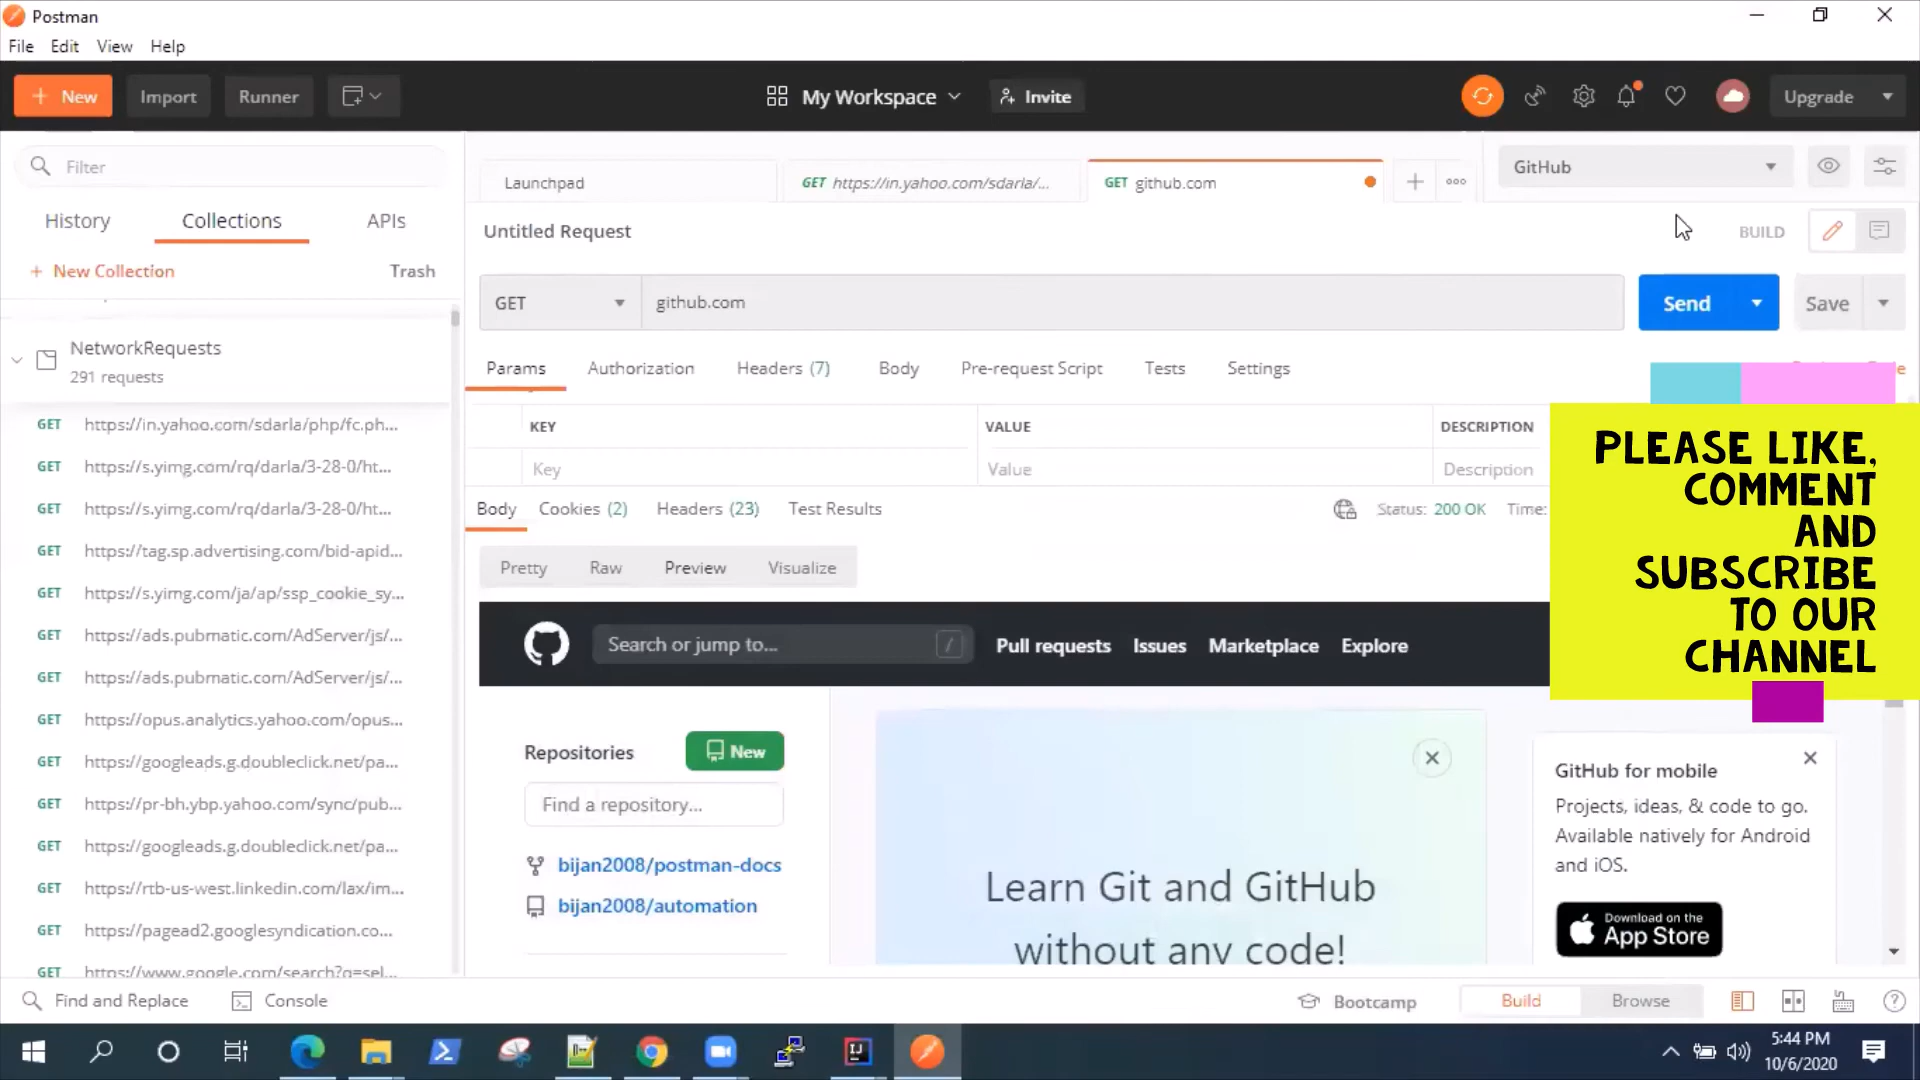 Postman
File Edit View Help
New Import Runner My Workspace Invite Upgrade
Filter
History Collections APIs
New Collection Trash
NetworkRequests
291 requests
GET https://in.yahoo.com/sdarla/php/fc.ph...
GET https://s.yimg.com/rq/darla/3-28-0/ht...
GET https://s.yimg.com/rq/darla/3-28-0/ht...
GET https://tag.sp.advertising.com/bid-apid...
GET https://s.yimg.com/ja/ap/ssp_cookie_sy...
GET https://ads.pubmatic.com/AdServer/js/...
GET https://ads.pubmatic.com/AdServer/js/...
GET https://opus.analytics.yahoo.com/opus...
GET https://googleads.g.doubleclick.net/pa...
GET https://pr-bh.ybp.yahoo.com/sync/pub...
GET https://googleads.g.doubleclick.net/pa...
GET https://rtb-us-west.linkedin.com/lax/im...
GET https://pagead2.googlesyndication.co...
GET https://www.google.com/search?q=sel...
Launchpad GET https://in.yahoo.com/sdarla/... GET github.com GitHub
Untitled Request BUILD
GET github.com Send Save
Params Authorization Headers (7) Body Pre-request Script Tests Settings
KEY VALUE DESCRIPTION
Key Value Description
Body Cookies (2) Headers (23) Test Results Status: 200 OK Time:
Pretty Raw Preview Visualize
PLEASE LIKE,
COMMENT
AND
SUBSCRIBE
TO OUR
CHANNEL
Search or jump to... / Pull requests Issues Marketplace Explore
Repositories New
Find a repository...
bijan2008/postman-docs
bijan2008/automation
Learn Git and GitHub
without any code!
GitHub for mobile
Projects, ideas, & code to go.
Available natively for Android
and iOS.
Download on the
App Store
Find and Replace Console Bootcamp Build Browse
5:44 PM
10/6/2020